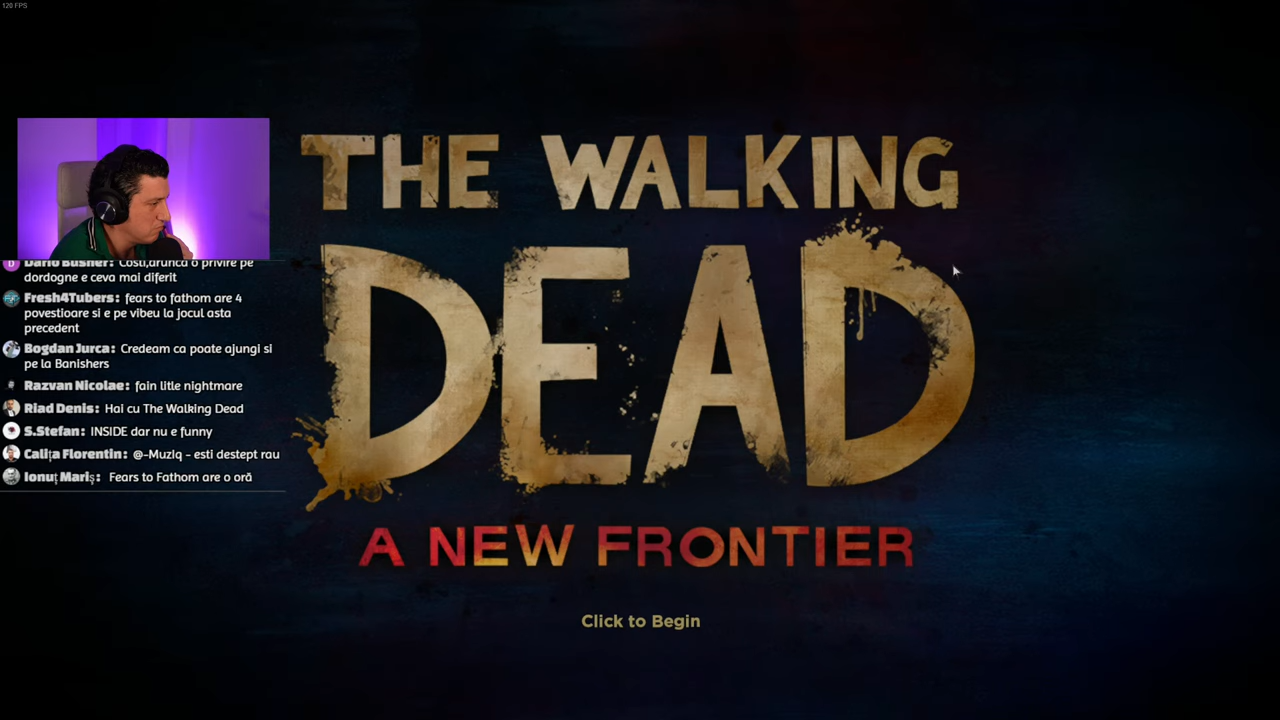 120 FPS
THE WALKING
DEAD
A NEW FRONTIER
Click to Begin
Dario Busner: Costi,arunca o privire pe
dordogne e ceva mai diferit
Fresh4Tubers: fears to fathom are 4
povestioare si e pe vibeu la jocul asta
precedent
Bogdan Jurca: Credeam ca poate ajungi si
pe la Banishers
Razvan Nicolae: fain litle nightmare
Riad Denis: Hai cu The Walking Dead
S.Stefan: INSIDE dar nu e funny
Calița Florentin: @-MuzIq - esti destept rau
Ionuț Mariș: Fears to Fathom are o oră